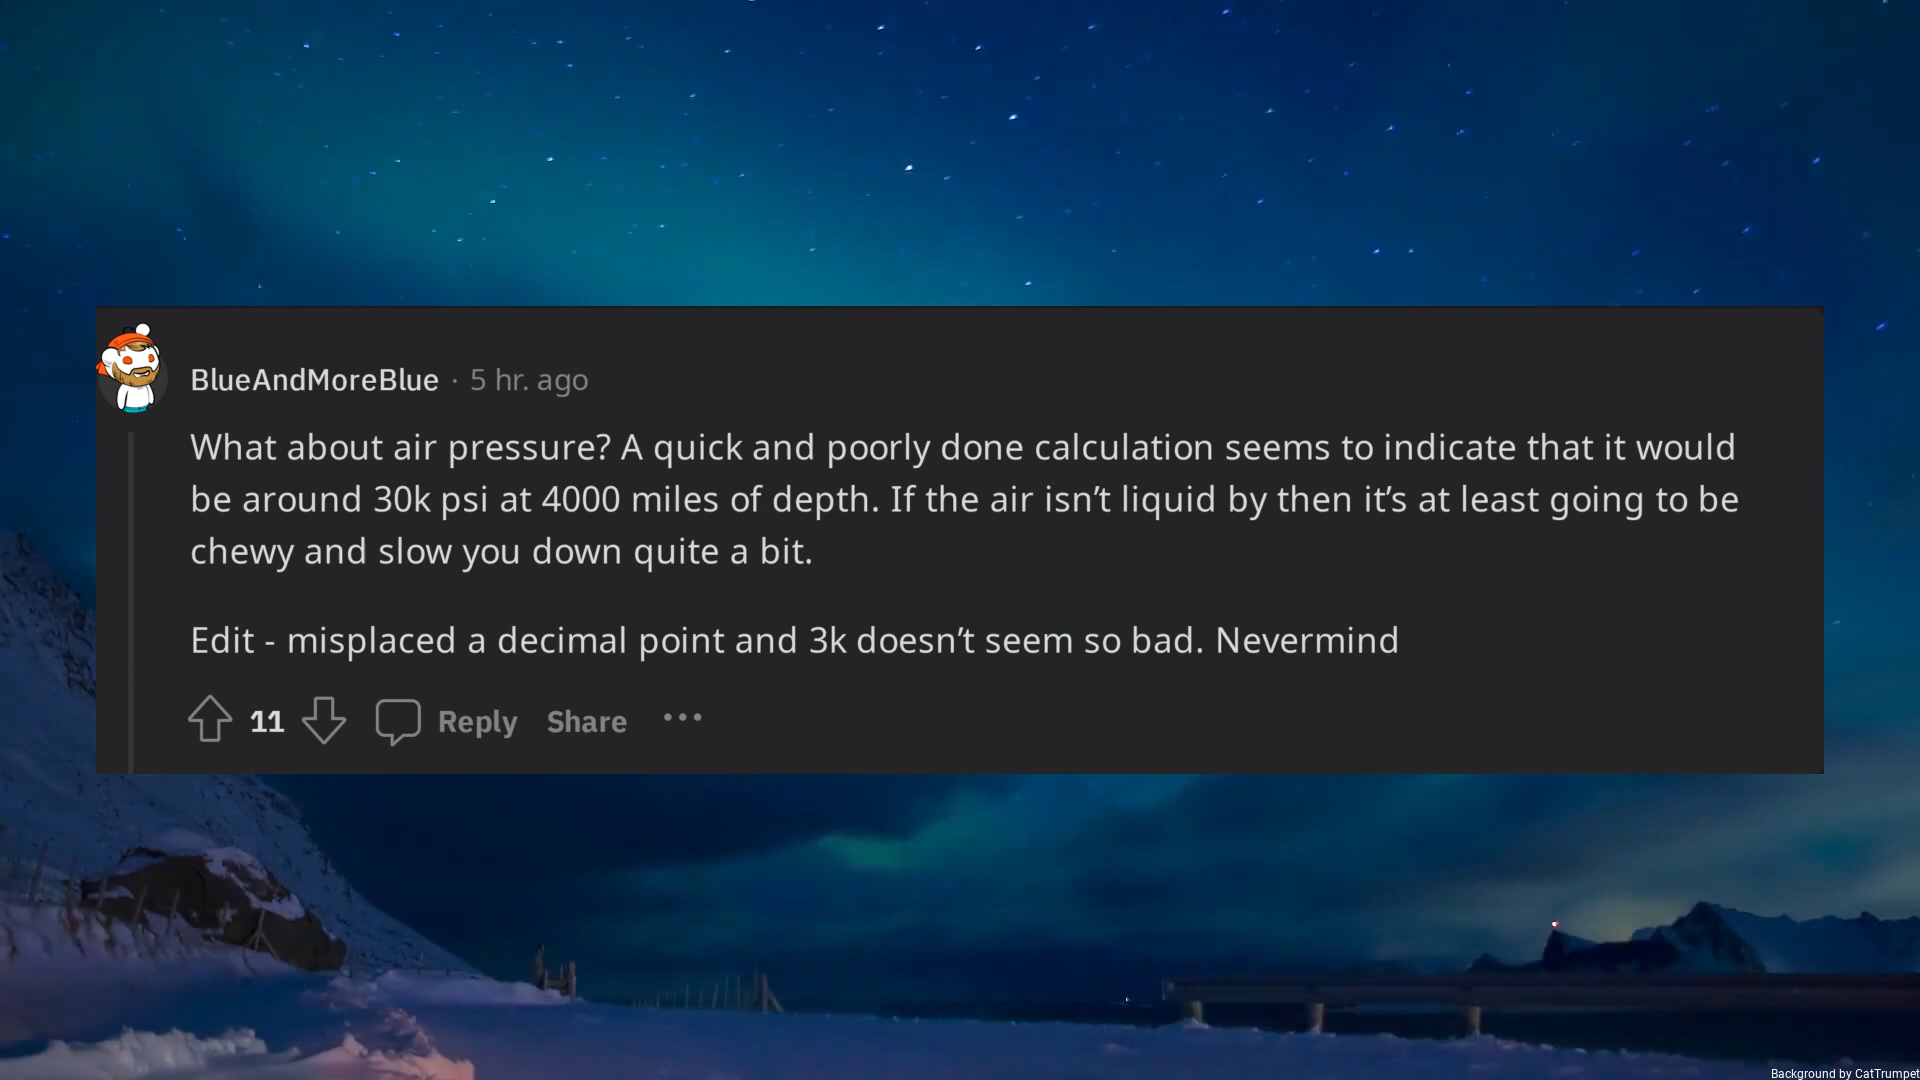 BlueAndMoreBlue · 5 hr. ago
What about air pressure? A quick and poorly done calculation seems to indicate that it would
be around 30k psi at 4000 miles of depth. If the air isn’t liquid by then it’s at least going to be
chewy and slow you down quite a bit.
Edit - misplaced a decimal point and 3k doesn’t seem so bad. Nevermind
11 Reply Share ···
Background by CatTrumpet